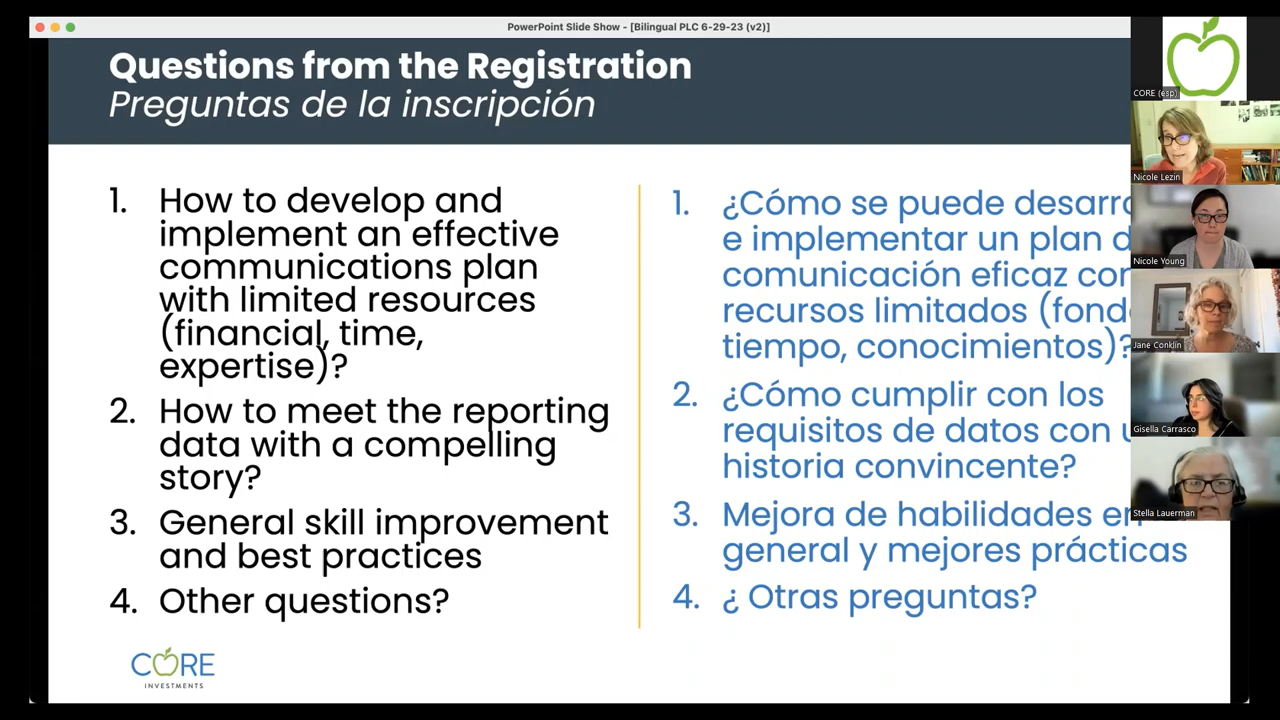 PowerPoint Slide Show - [Bilingual PLC 6-29-23 (v2)]
Questions from the Registration
Preguntas de la inscripción
1. How to develop and
implement an effective
communications plan
with limited resources
(financial, time,
expertise)?
2. How to meet the reporting
data with a compelling
story?
3. General skill improvement
and best practices
4. Other questions?
1. ¿Cómo se puede
e implementar un plan
comunicación eficaz
recursos limitados
tiempo, conocimientos)?
2. ¿Cómo cumplir con los
requisitos de datos con
historia convincente?
3. Mejora de habilidades en
general y mejores prácticas
4. ¿ Otras preguntas?
CORE
INVESTMENTS
CORE (esp)
Nicole Lezin
Nicole Young
Jane Conklin
Gisella Carrasco
Stella Lauerman